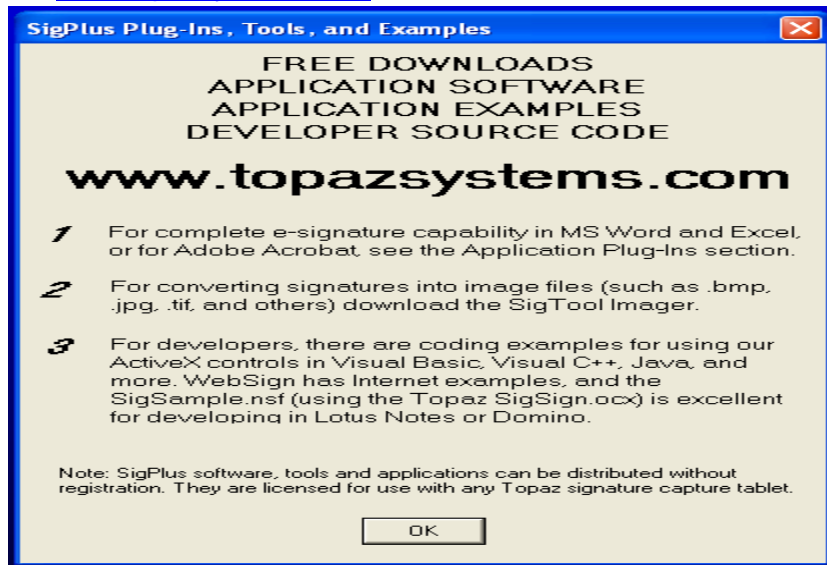 SigPlus Plug-Ins, Tools, and Examples
FREE DOWNLOADS
APPLICATION SOFTWARE
APPLICATION EXAMPLES
DEVELOPER SOURCE CODE
www.topazsystems.com
1 For complete e-signature capability in MS Word and Excel,
or for Adobe Acrobat, see the Application Plug-Ins section.
2 For converting signatures into image files (such as .bmp,
.jpg, .tif, and others) download the SigTool Imager.
3 For developers, there are coding examples for using our
ActiveX controls in Visual Basic, Visual C++, Java, and
more. WebSign has Internet examples, and the
SigSample.nsf (using the Topaz SigSign.ocx) is excellent
for developing in Lotus Notes or Domino.
Note: SigPlus software, tools and applications can be distributed without
registration. They are licensed for use with any Topaz signature capture tablet.
OK